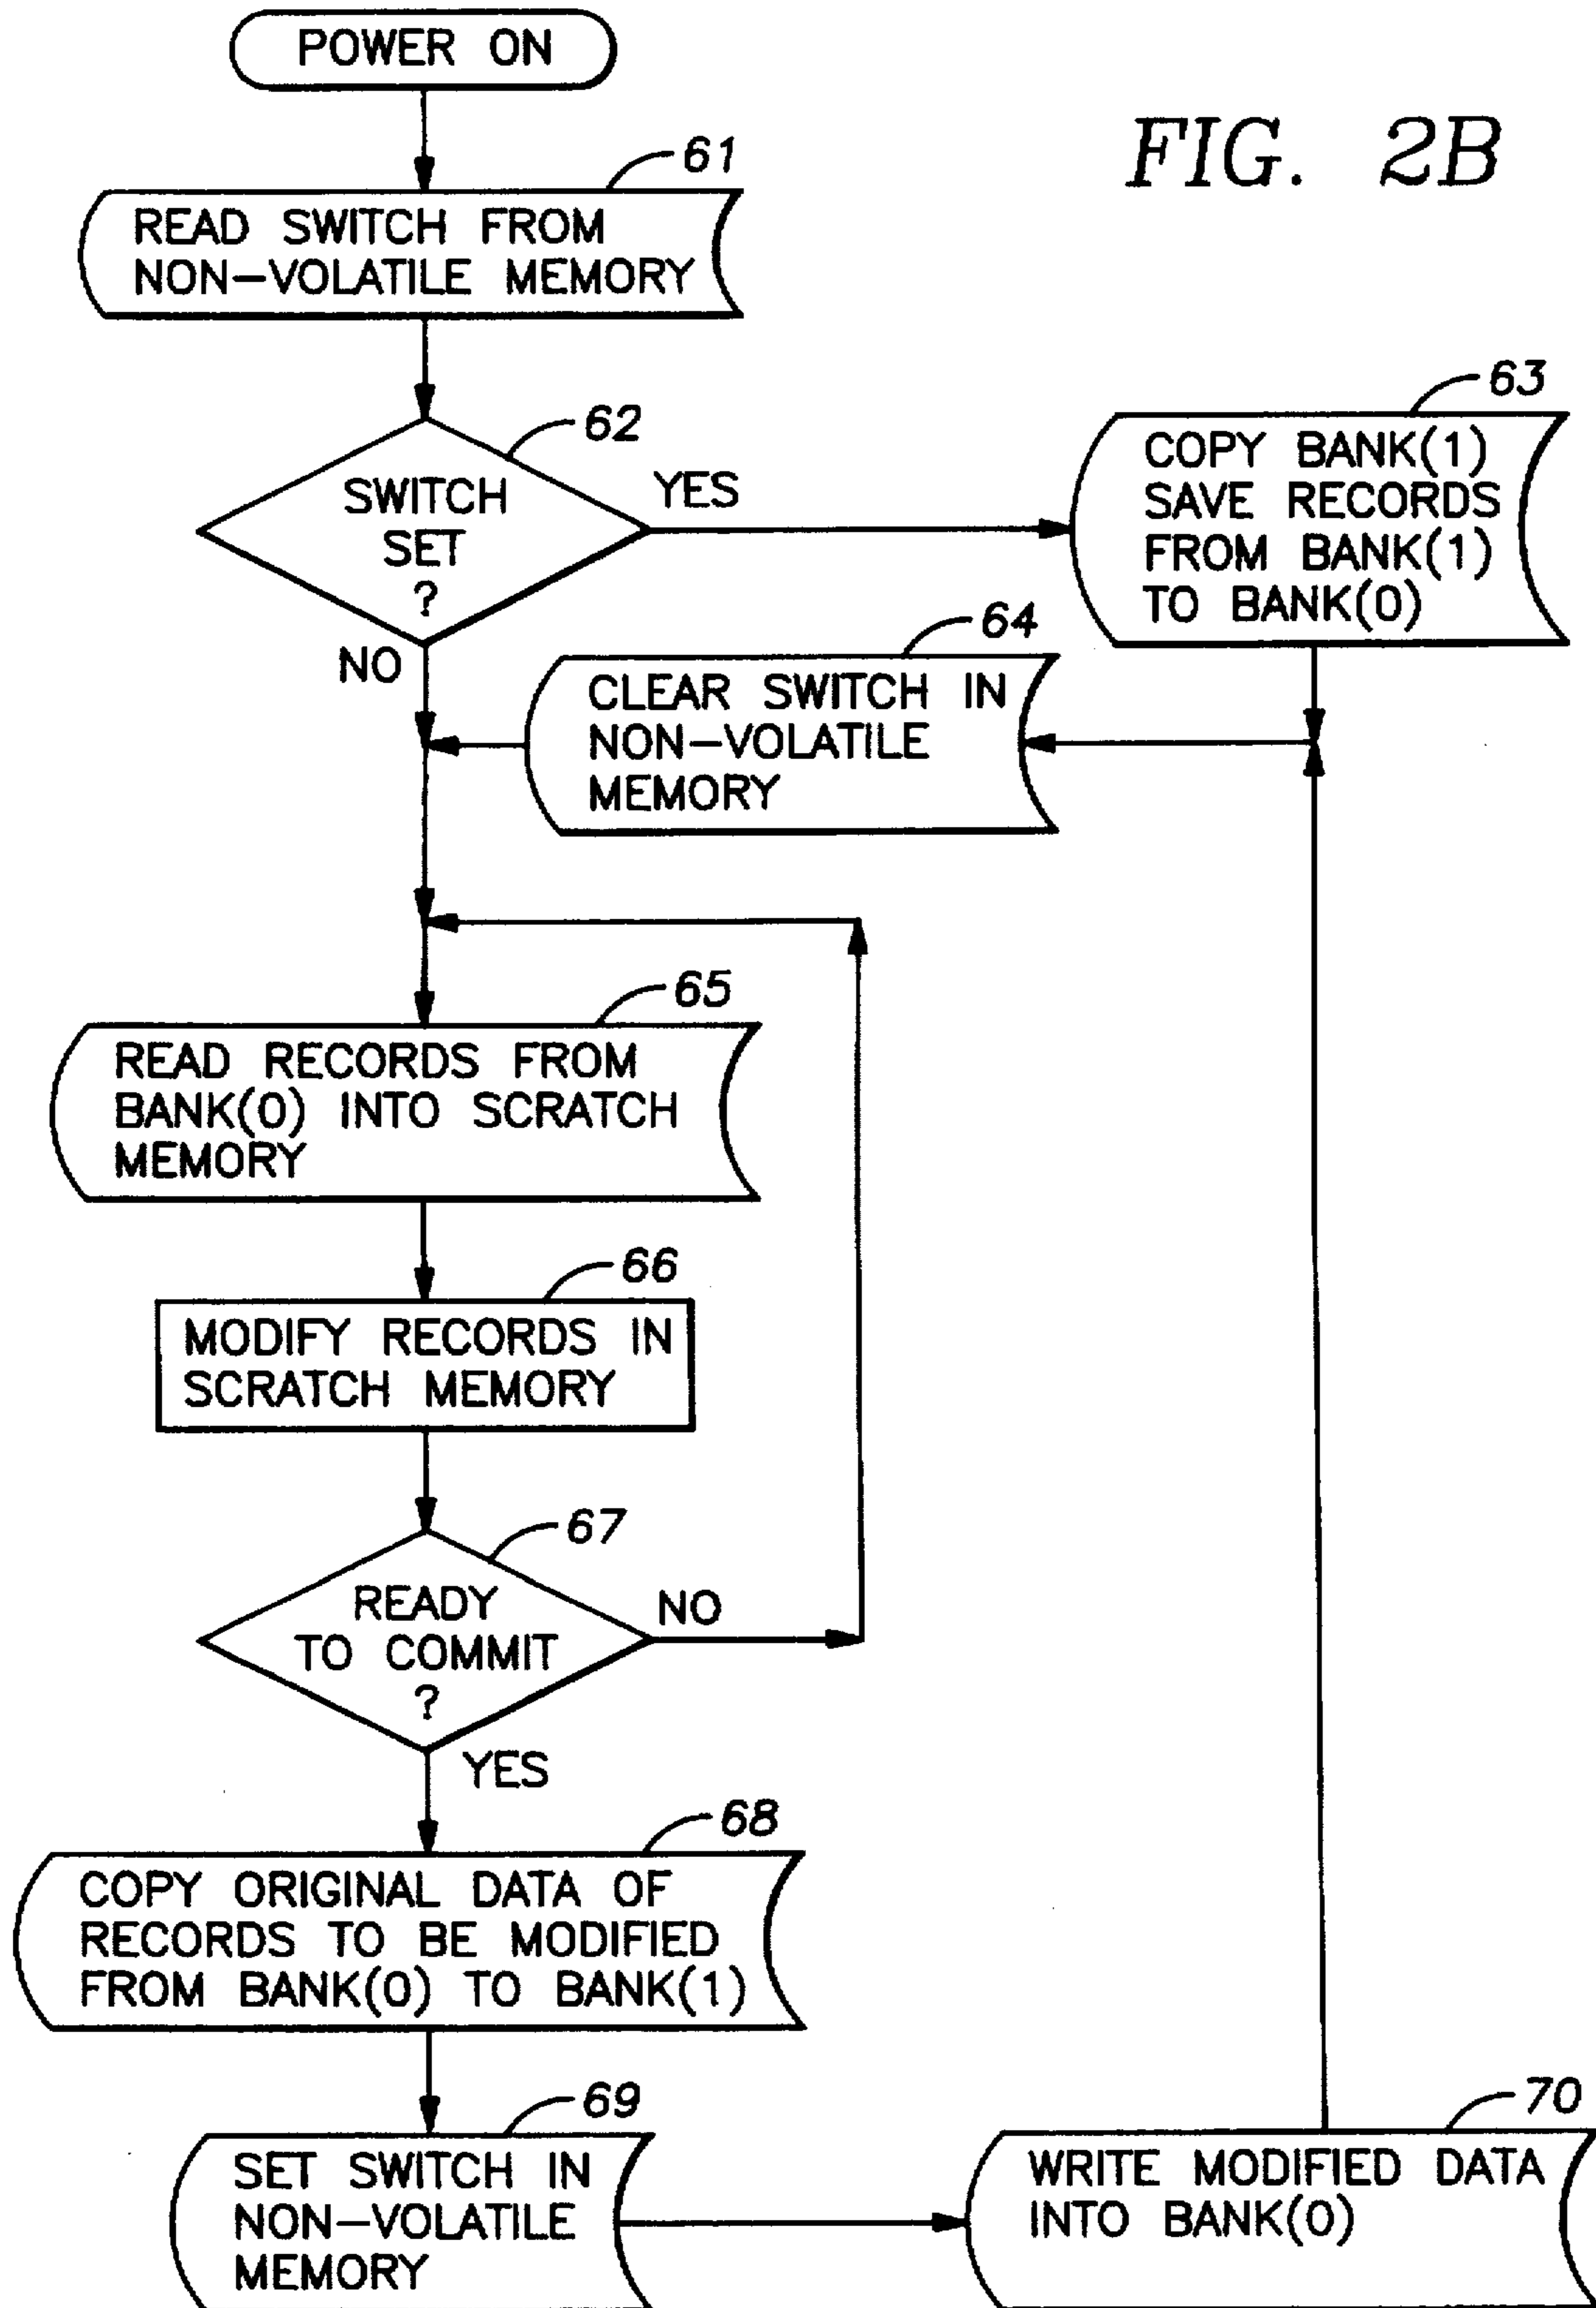 POWER ON
FIG. 2B
61
READ SWITCH FROM
NON-VOLATILE MEMORY
62
SWITCH
SET
?
YES
NO
63
COPY BANK(1)
SAVE RECORDS
FROM BANK(1)
TO BANK(0)
64
CLEAR SWITCH IN
NON-VOLATILE
MEMORY
65
READ RECORDS FROM
BANK(0) INTO SCRATCH
MEMORY
66
MODIFY RECORDS IN
SCRATCH MEMORY
67
READY
TO COMMIT
?
NO
YES
68
COPY ORIGINAL DATA OF
RECORDS TO BE MODIFIED
FROM BANK(0) TO BANK(1)
69
SET SWITCH IN
NON-VOLATILE
MEMORY
70
WRITE MODIFIED DATA
INTO BANK(0)